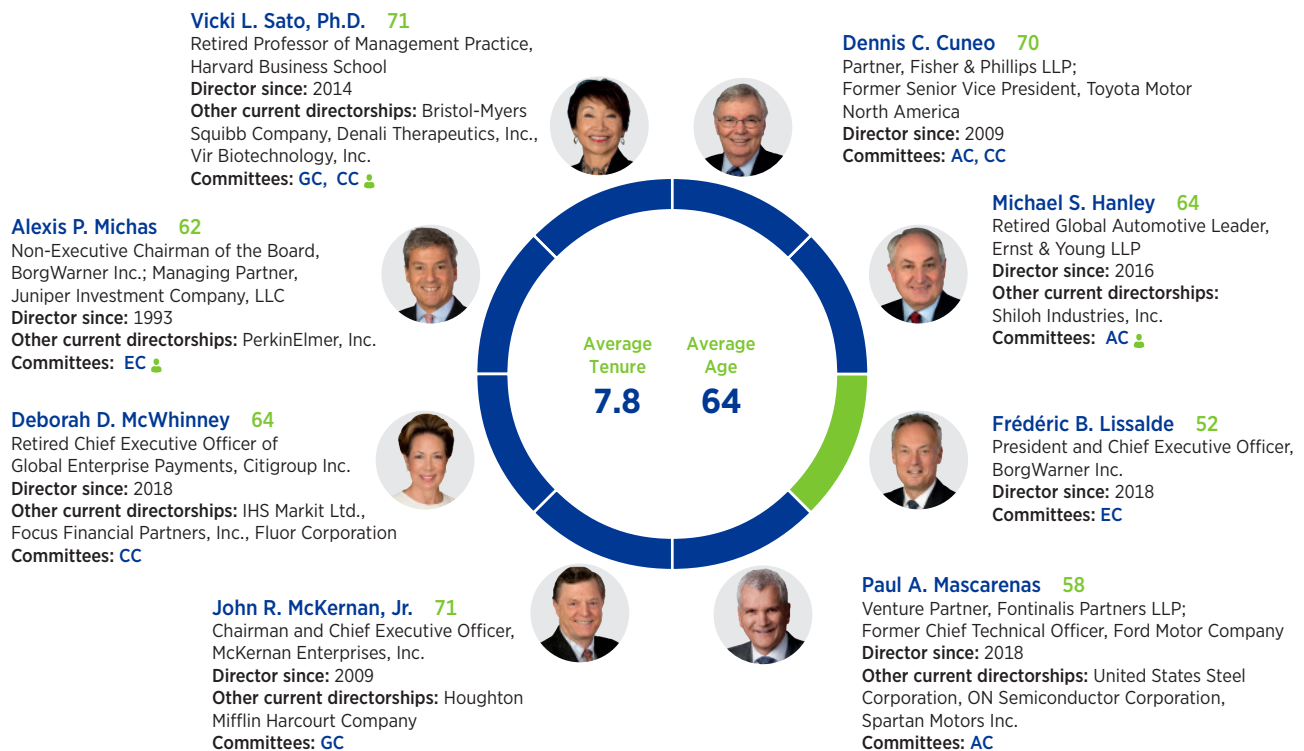 Vicki L. Sato, Ph.D. 71
Retired Professor of Management Practice,
Harvard Business School
Director since: 2014
Other current directorships: Bristol-Myers
Squibb Company, Denali Therapeutics, Inc.,
Vir Biotechnology, Inc.
Committees: GC, CC
Dennis C. Cuneo 70
Partner, Fisher & Phillips LLP;
Former Senior Vice President, Toyota Motor
North America
Director since: 2009
Committees: AC, CC
Alexis P. Michas 62
Non-Executive Chairman of the Board,
BorgWarner Inc.; Managing Partner,
Juniper Investment Company, LLC
Director since: 1993
Other current directorships: PerkinElmer, Inc.
Committees: EC
Michael S. Hanley 64
Retired Global Automotive Leader,
Ernst & Young LLP
Director since: 2016
Other current directorships:
Shiloh Industries, Inc.
Committees: AC
Average
Tenure
7.8
Average
Age
64
Deborah D. McWhinney 64
Retired Chief Executive Officer of
Global Enterprise Payments, Citigroup Inc.
Director since: 2018
Other current directorships: IHS Markit Ltd.,
Focus Financial Partners, Inc., Fluor Corporation
Committees: CC
Frédéric B. Lissalde 52
President and Chief Executive Officer,
BorgWarner Inc.
Director since: 2018
Committees: EC
John R. McKernan, Jr. 71
Chairman and Chief Executive Officer,
McKernan Enterprises, Inc.
Director since: 2009
Other current directorships: Houghton
Mifflin Harcourt Company
Committees: GC
Paul A. Mascarenas 58
Venture Partner, Fontinalis Partners LLP;
Former Chief Technical Officer, Ford Motor Company
Director since: 2018
Other current directorships: United States Steel
Corporation, ON Semiconductor Corporation,
Spartan Motors Inc.
Committees: AC